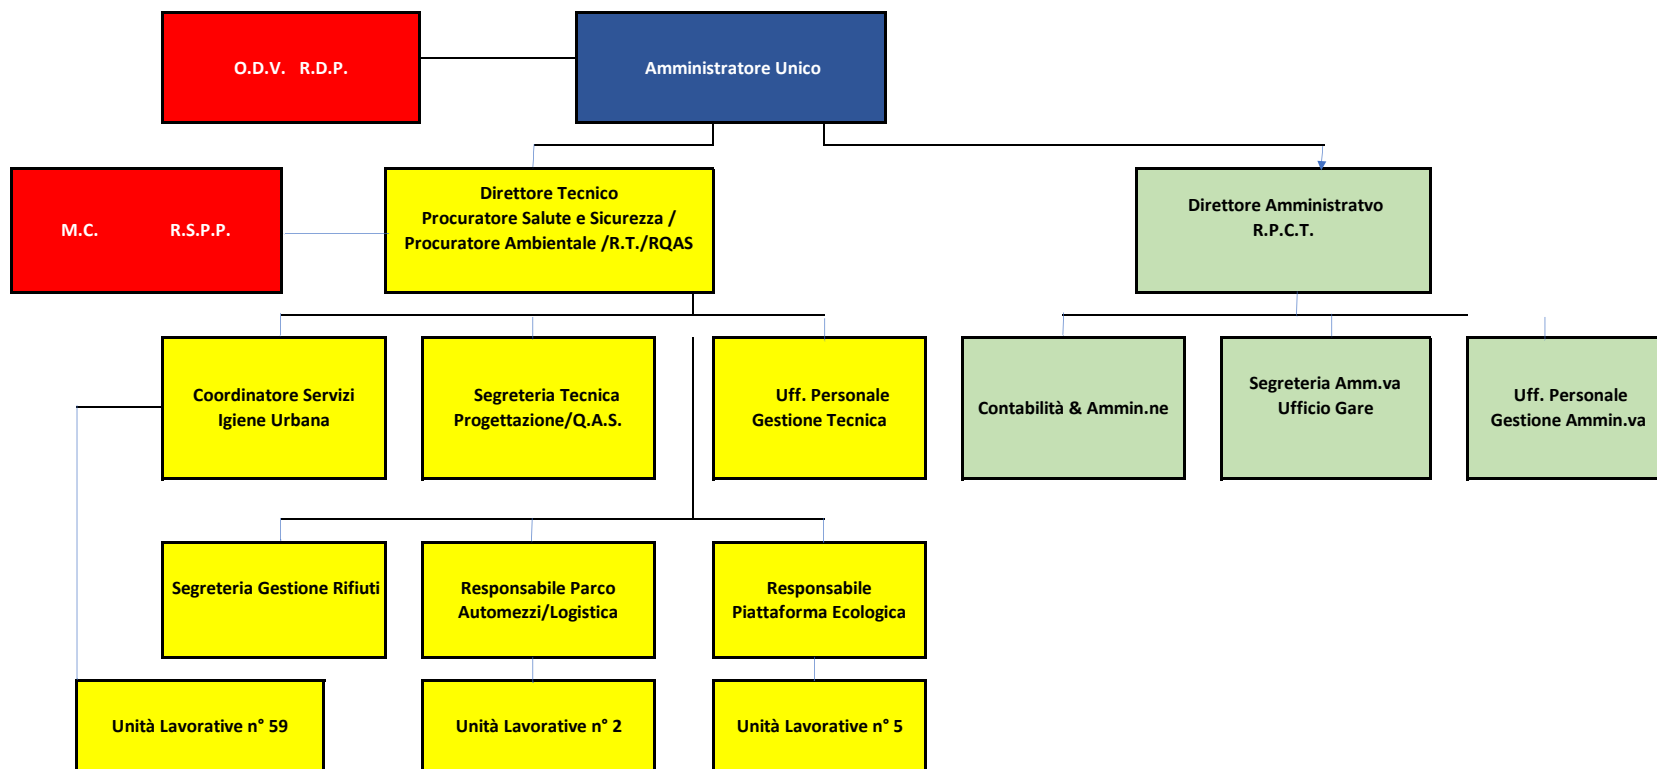 O.D.V. R.D.P.
Amministratore Unico
M.C. R.S.P.P.
Direttore Tecnico
Procuratore Salute e Sicurezza /
Procuratore Ambientale /R.T./RQAS
Direttore Amministratvo
R.P.C.T.
Coordinatore Servizi
Igiene Urbana
Segreteria Tecnica
Progettazione/Q.A.S.
Uff. Personale
Gestione Tecnica
Contabilità & Ammin.ne
Segreteria Amm.va
Ufficio Gare
Uff. Personale
Gestione Ammin.va
Segreteria Gestione Rifiuti
Responsabile Parco
Automezzi/Logistica
Responsabile
Piattaforma Ecologica
Unità Lavorative n° 59
Unità Lavorative n° 2
Unità Lavorative n° 5